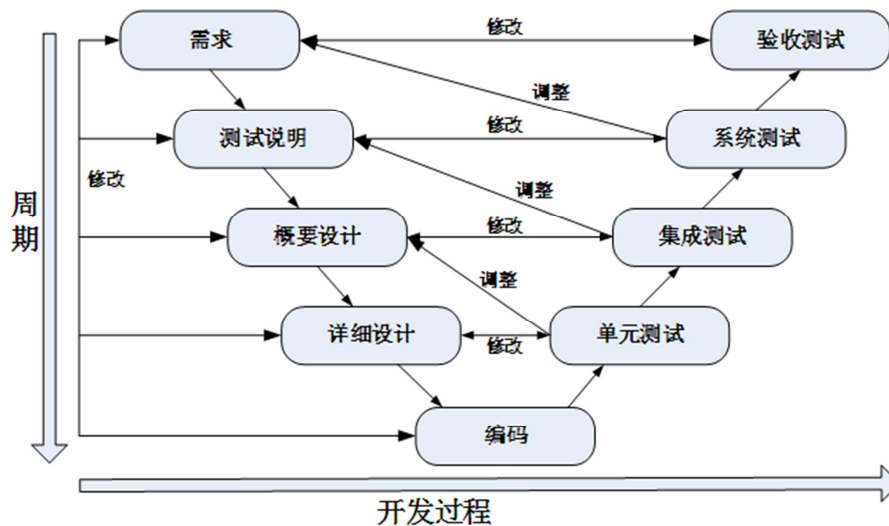 需求
修改
验收测试
调整
测试说明
修改
系统测试
修改
周期
调整
概要设计
修改
集成测试
调整
详细设计
修改
单元测试
编码
开发过程